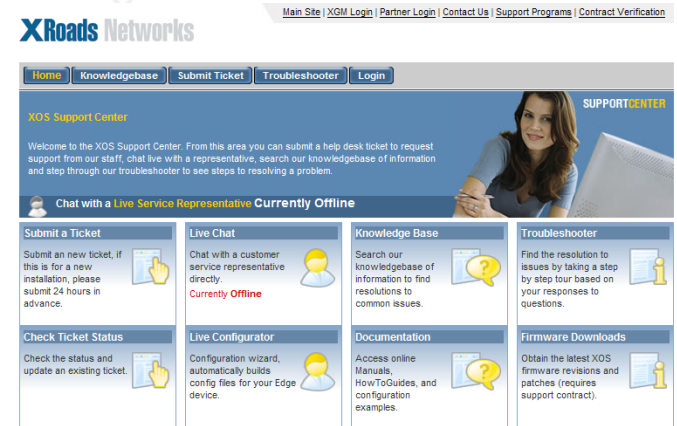 Main Site | XGM Login | Partner Login | Contact Us | Support Programs | Contract Verification
XRoads Networks
Home Knowledgebase Submit Ticket Troubleshooter Login
SUPPORTCENTER
XOS Support Center
Welcome to the XOS Support Center. From this area you can submit a help desk ticket to request
support from our staff, chat live with a representative, search our knowledgebase of information
and step through our troubleshooter to see steps to resolving a problem.
Chat with a Live Service Representative Currently Offline
Submit a Ticket
Submit an new ticket, if
this is for a new
installation, please
submit 24 hours in
advance.
Live Chat
Chat with a customer
service representative
directly.
Currently Offline
Knowledge Base
Search our
knowledgebase of
information to find
resolutions to
common issues.
Troubleshooter
Find the resolution to
issues by taking a step
by step tour based on
your responses to
questions.
Check Ticket Status
Check the status and
update an existing ticket.
Live Configurator
Configuration wizard,
automatically builds
config files for your Edge
device.
Documentation
Access online
Manuals,
HowToGuides, and
configuration
examples.
Firmware Downloads
Obtain the latest XOS
firmware revisions and
patches (requires
support contract).